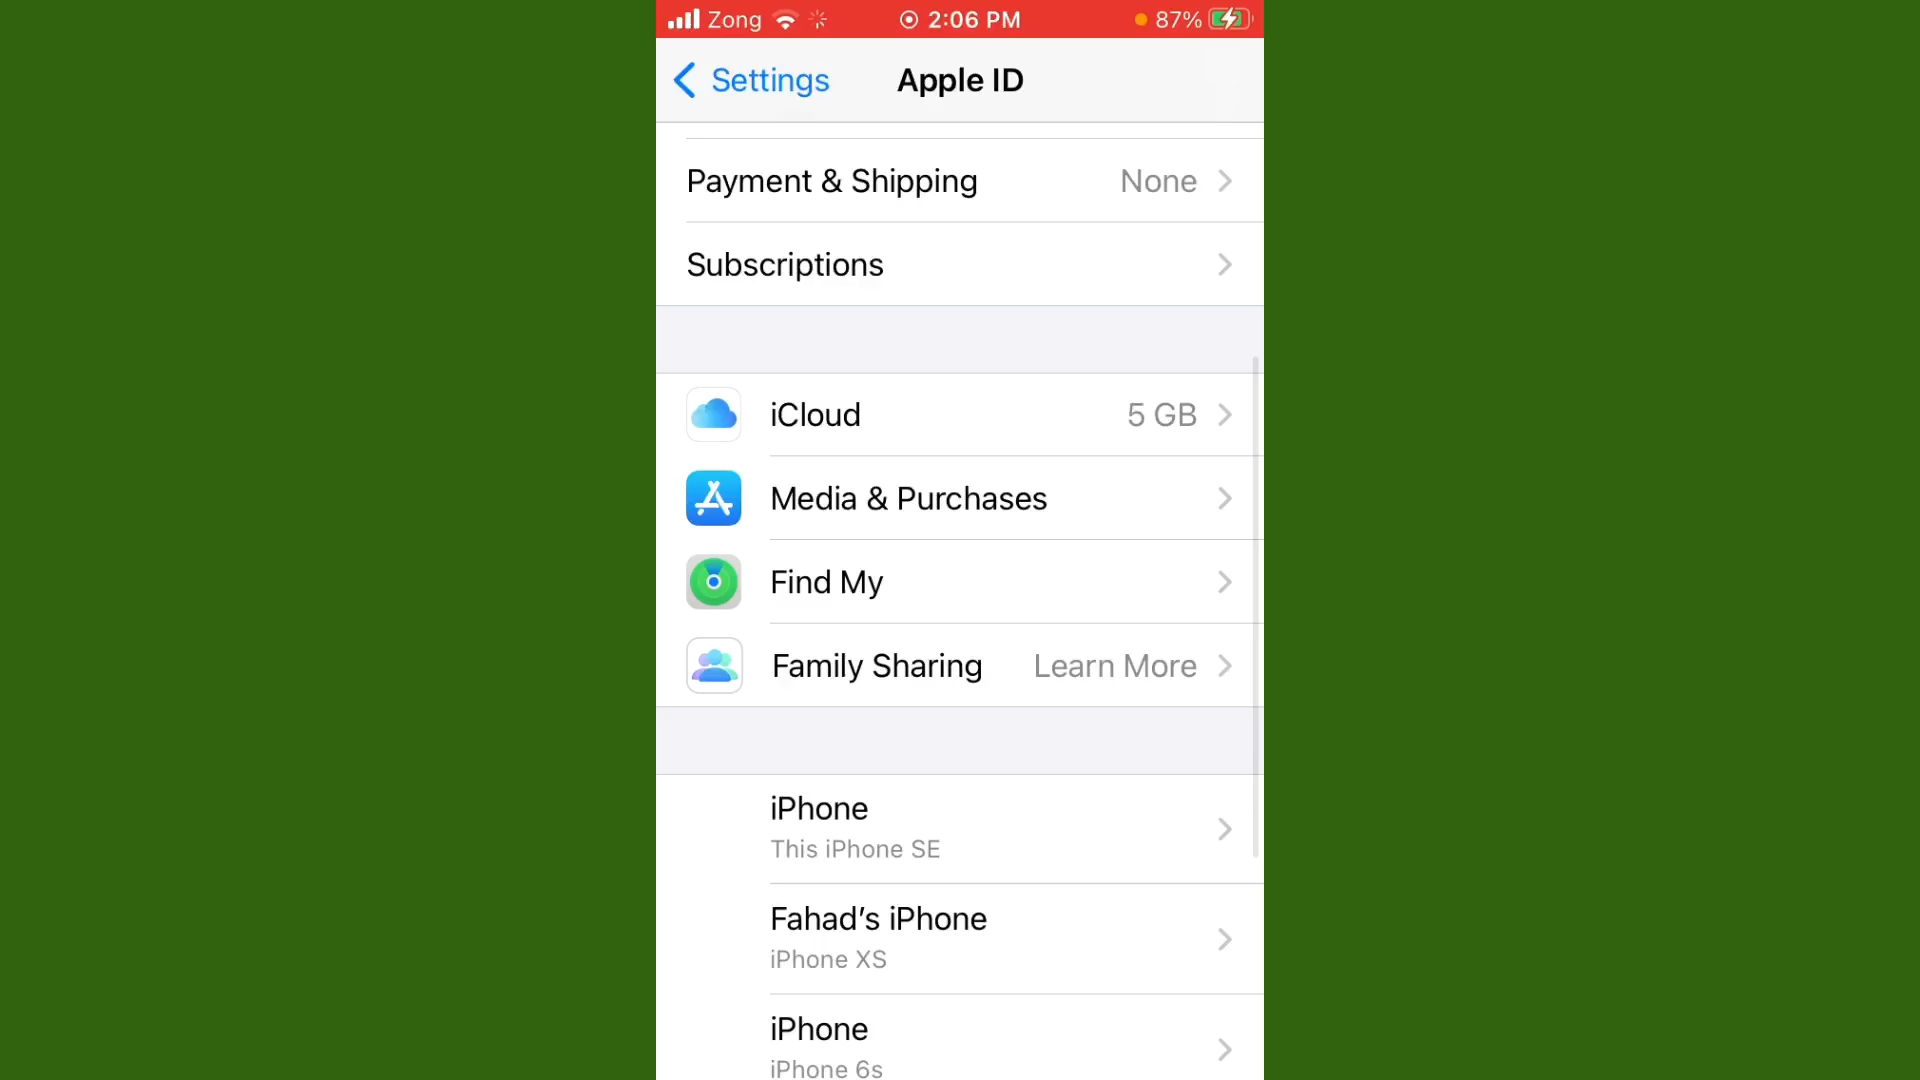 Zong 2:06 PM 87%
Settings Apple ID
Payment & Shipping None
Subscriptions
iCloud 5 GB
Media & Purchases
Find My
Family Sharing Learn More
iPhone
This iPhone SE
Fahad’s iPhone
iPhone XS
iPhone
iPhone 6s